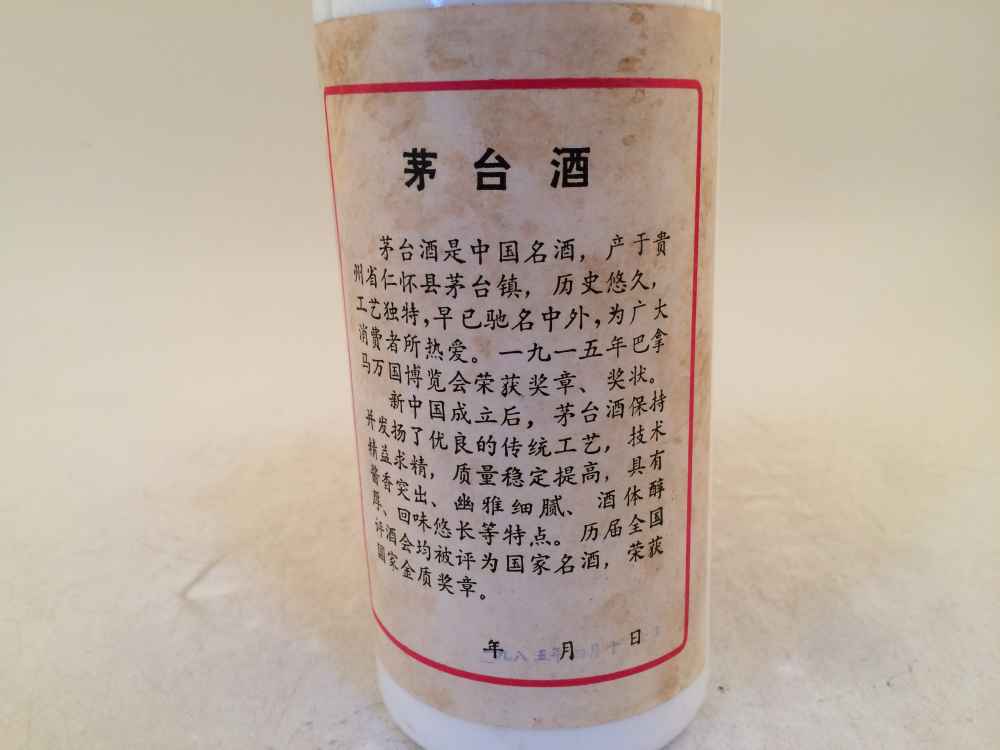 茅台酒
茅台酒是中国名酒，产于贵
州省仁怀县茅台镇，历史悠久，
工艺独特，早已驰名中外，为广大
消费者所热爱。一九一五年巴拿
马万国博览会荣获奖章、奖状。
新中国成立后，茅台酒保持
并发扬了优良的传统工艺，技术
精益求精，质量稳定提高，具有
酱香突出、幽雅细腻、酒体醇
厚、回味悠长等特点。历届全国
评酒会均被评为国家名酒，荣获
国家金质奖章。
年 月 日
九八五年四月十